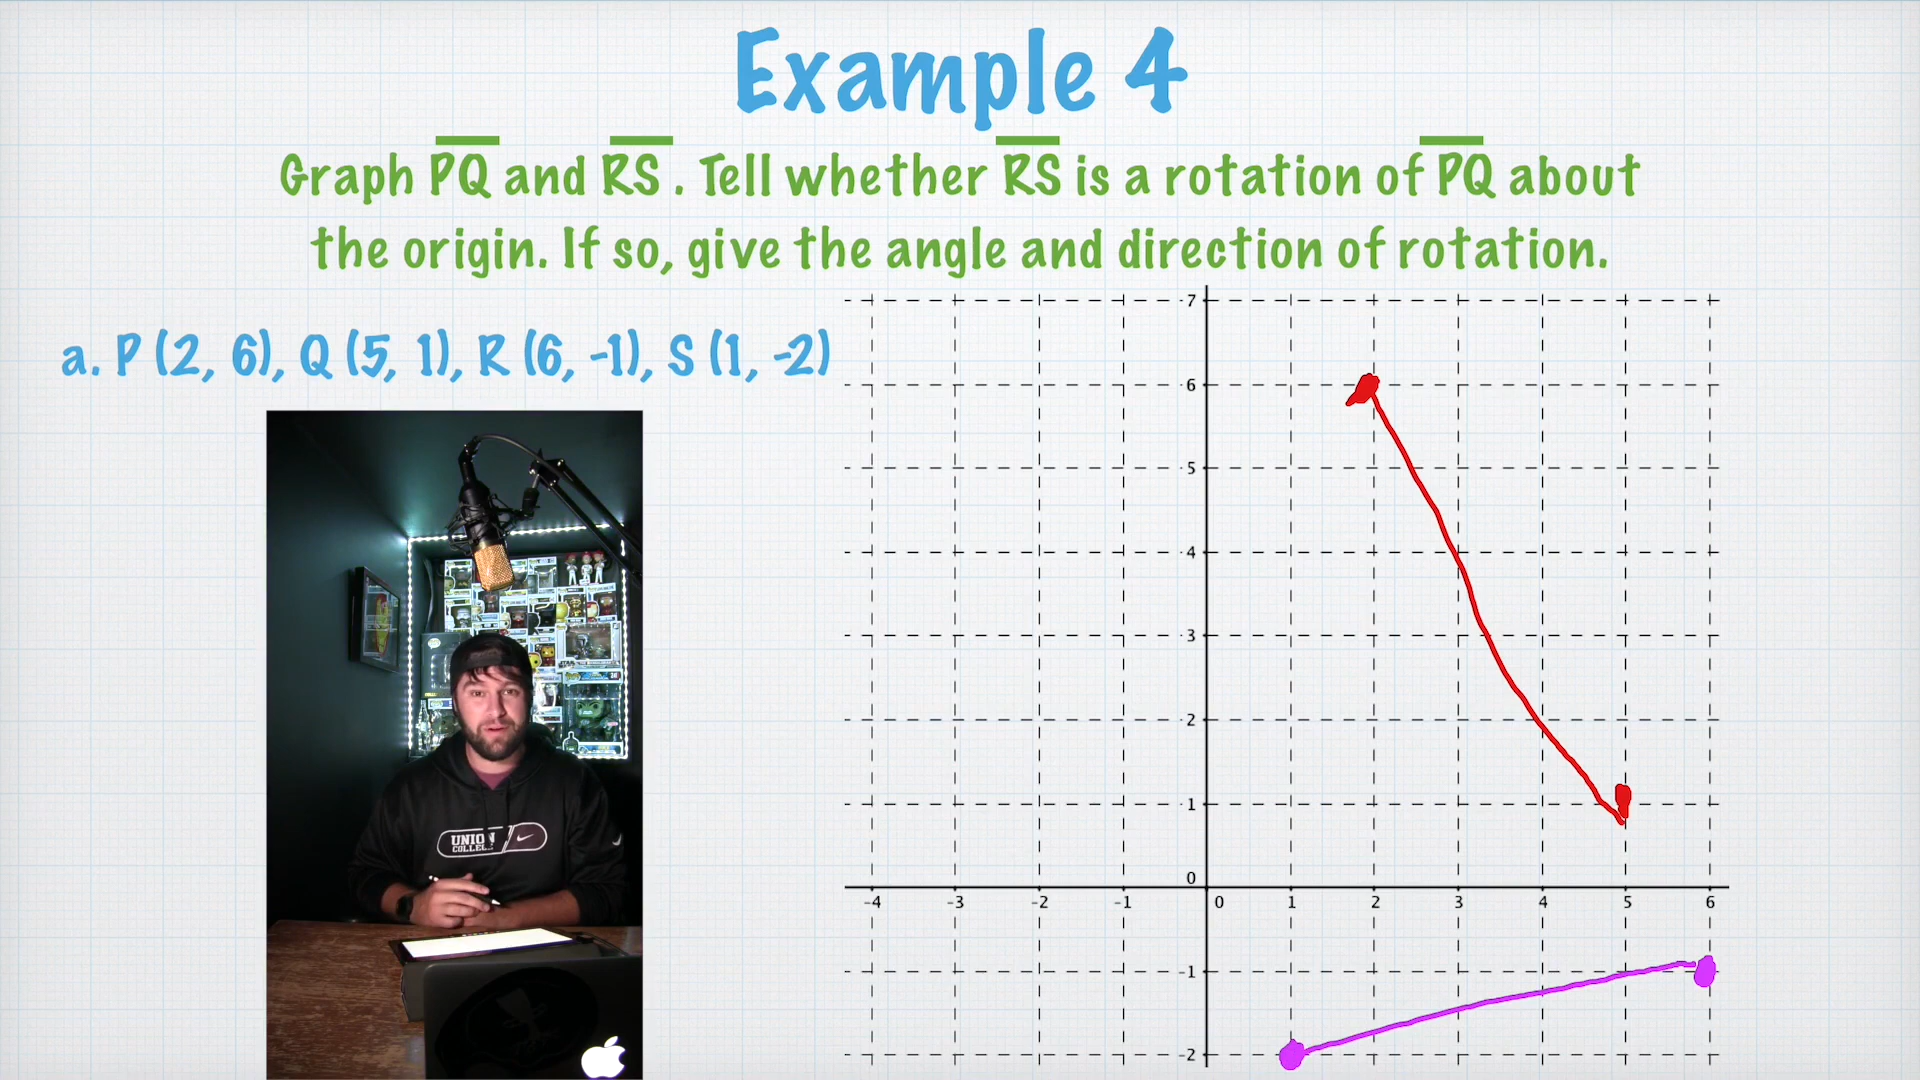 Example 4
Graph PQ and RS . Tell whether RS is a rotation of PQ about
the origin. If so, give the angle and direction of rotation.
a. P (2, 6), Q (5, 1), R (6, -1), S (1, -2)
7
6
5
4
3
2
1
0
-4 -3 -2 -1 0 1 2 3 4 5 6
-1
-2
UNION